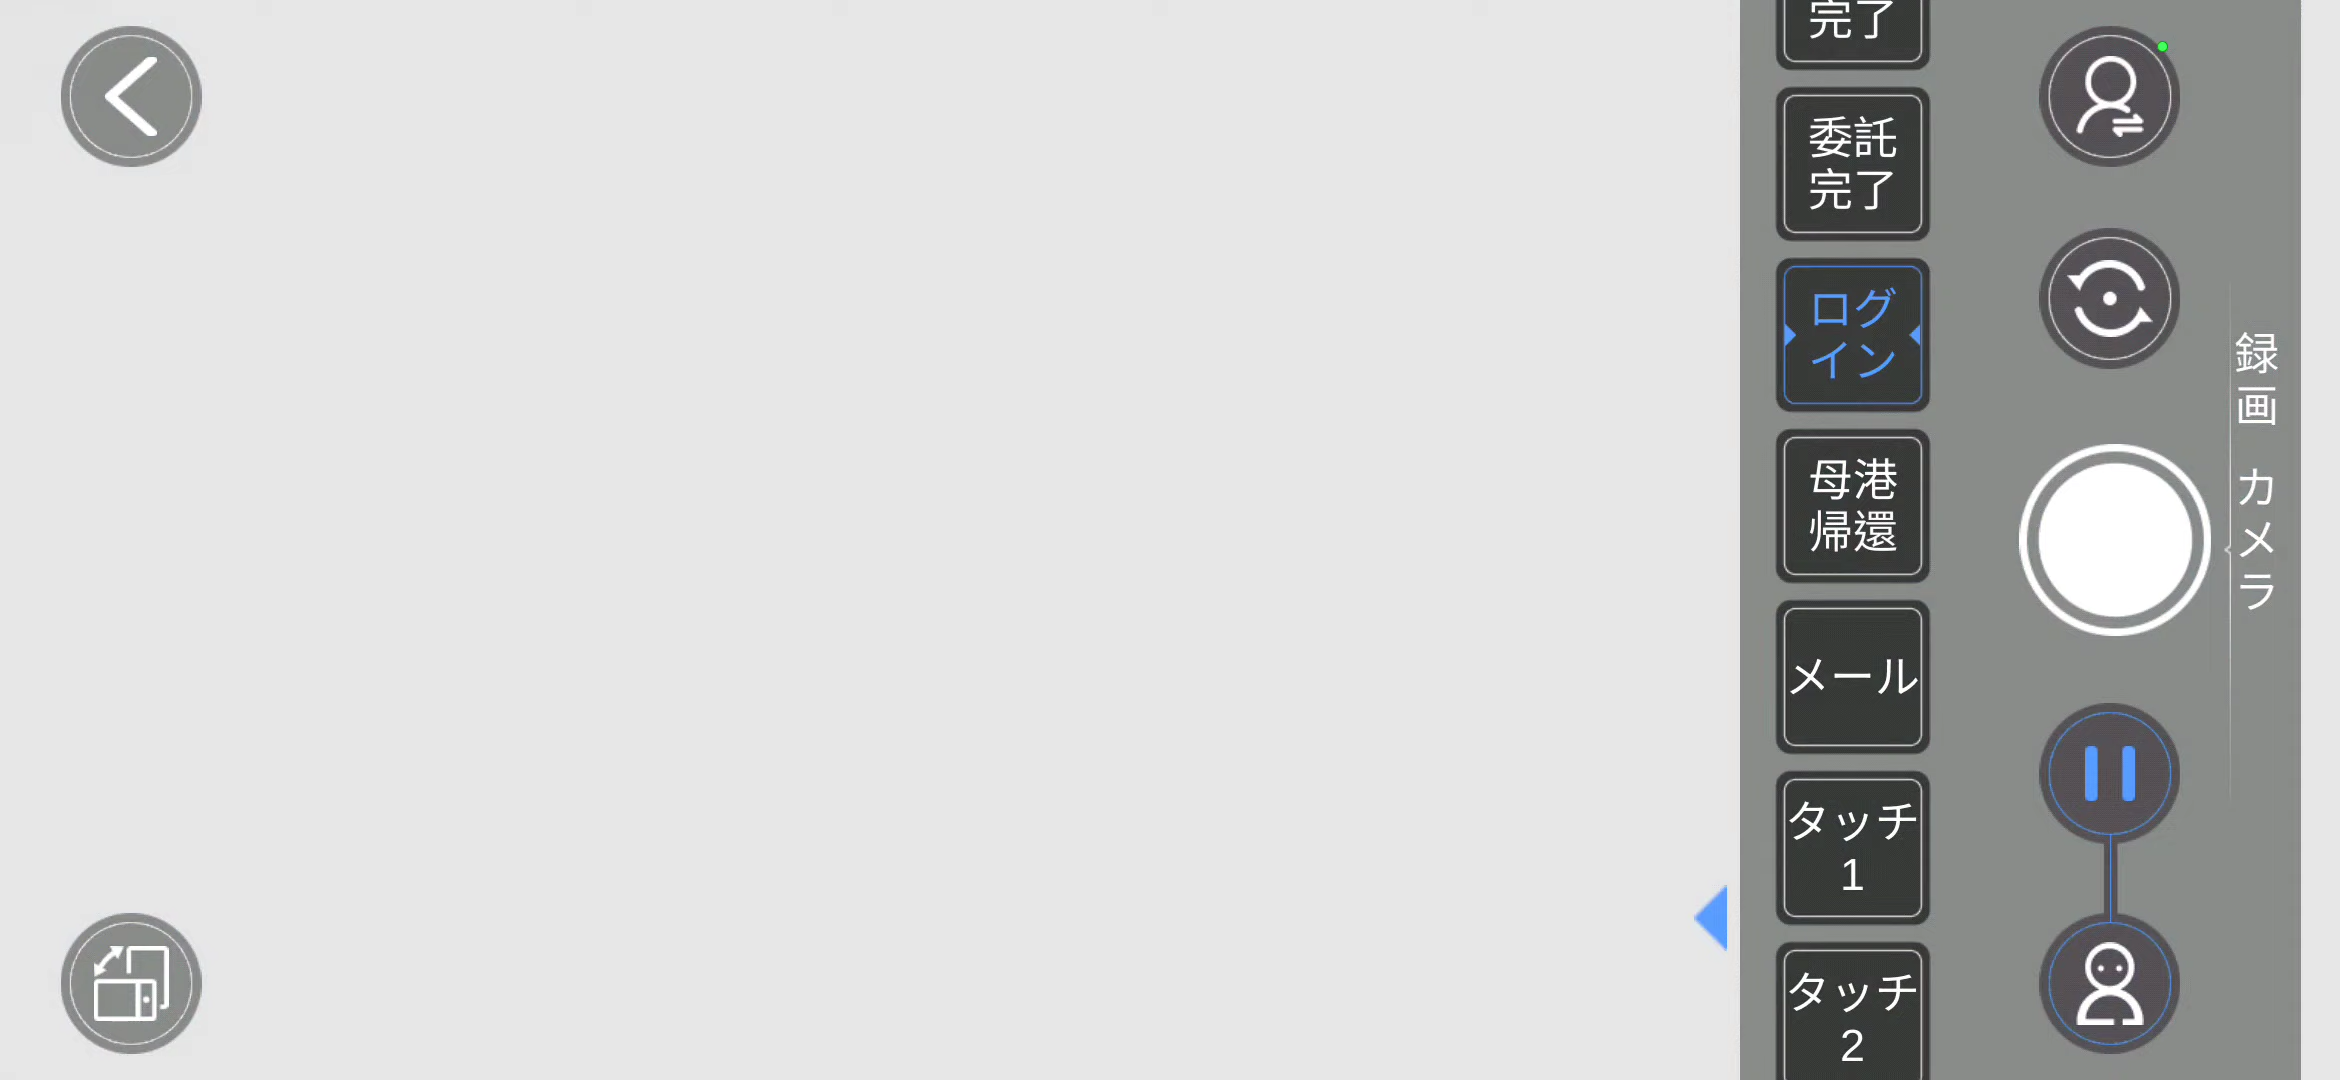 完了
委託
完了
ログ
イン
母港
帰還
メール
タッチ
1
タッチ
2
録画
カメラ